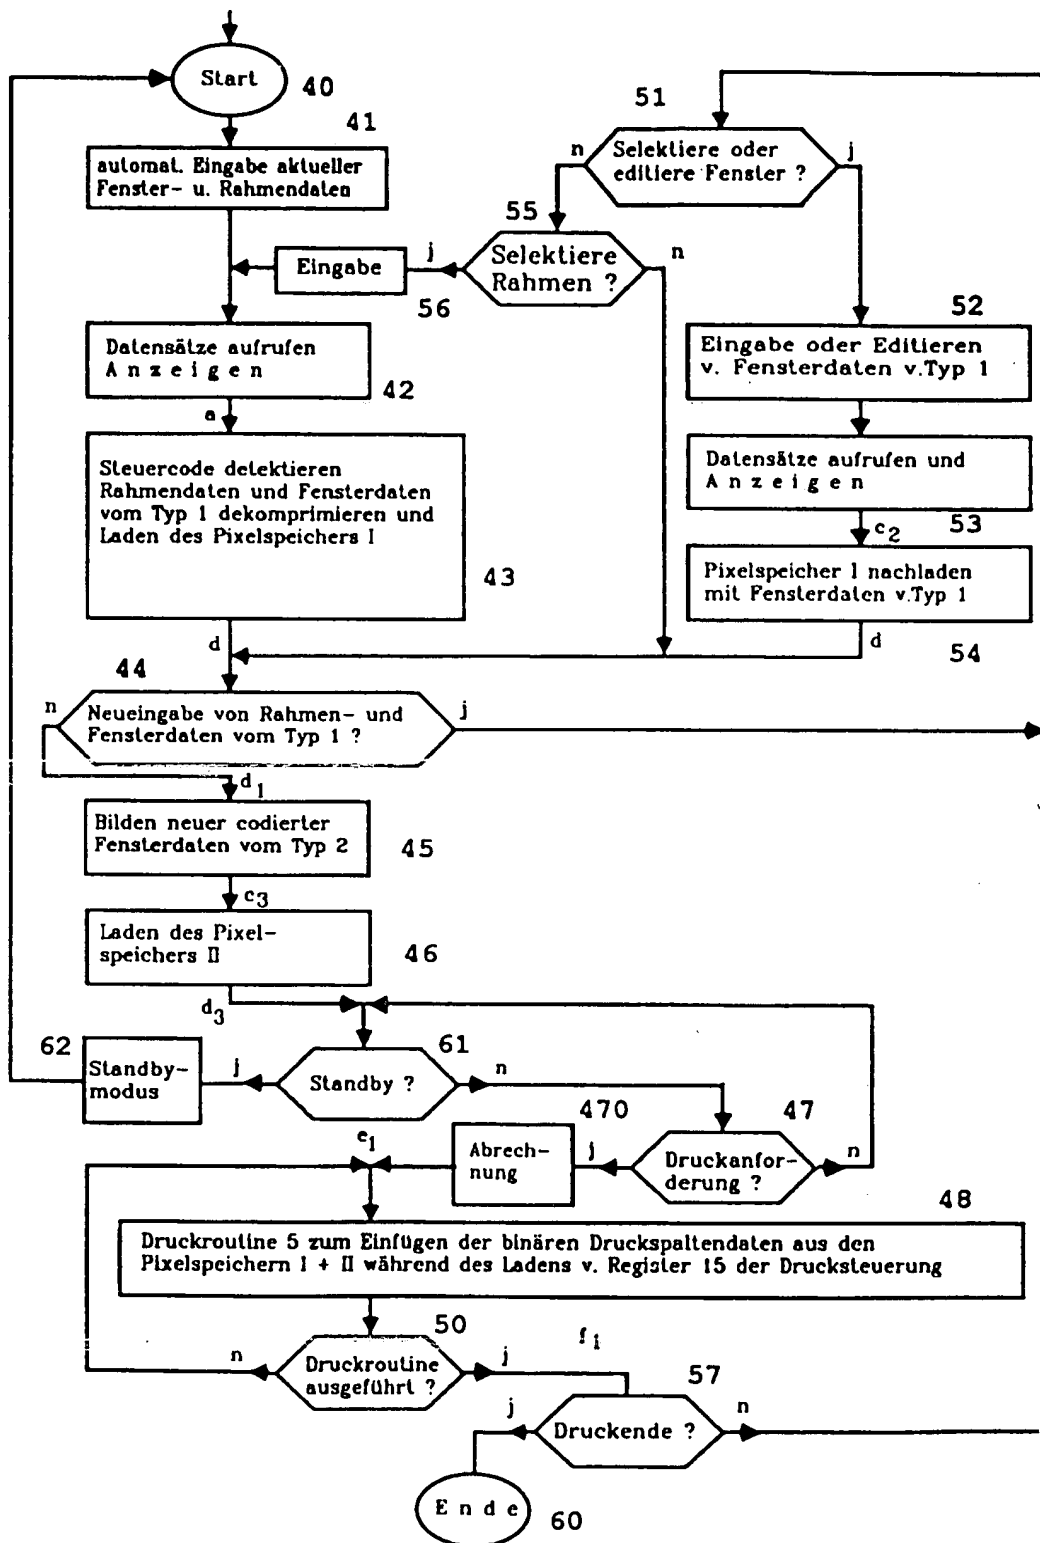 Start
40
41
automat. Eingabe aktueller
Fenster- u. Rahmendaten
51
n
Selektiere oder
editiere Fenster ?
j
55
Eingabe
j
Selektiere
Rahmen ?
n
56
52
Datensätze aufrufen
A n z e i g e n
42
Eingabe oder Editieren
v. Fensterdaten v.Typ 1
a
Steuercode detektieren
Rahmendaten und Fensterdaten
vom Typ 1 dekomprimieren und
Laden des Pixelspeichers I
43
Datensätze aufrufen und
A n z e i g e n
53
c2
Pixelspeicher I nachladen
mit Fensterdaten v.Typ 1
54
d
d
44
n
Neueingabe von Rahmen- und
Fensterdaten vom Typ 1 ?
j
d1
Bilden neuer codierter
Fensterdaten vom Typ 2
45
c3
Laden des Pixel-
speichers II
46
d3
62
Standby-
modus
j
61
Standby ?
n
470
47
e1
Abrech-
nung
j
Druckanfor-
derung ?
n
48
Druckroutine 5 zum Einfügen der binären Druckspaltendaten aus den
Pixelspeichern I + II während des Ladens v. Register 15 der Drucksteuerung
50
n
Druckroutine
ausgeführt ?
j
f1
57
j
Druckende ?
n
E n d e
60